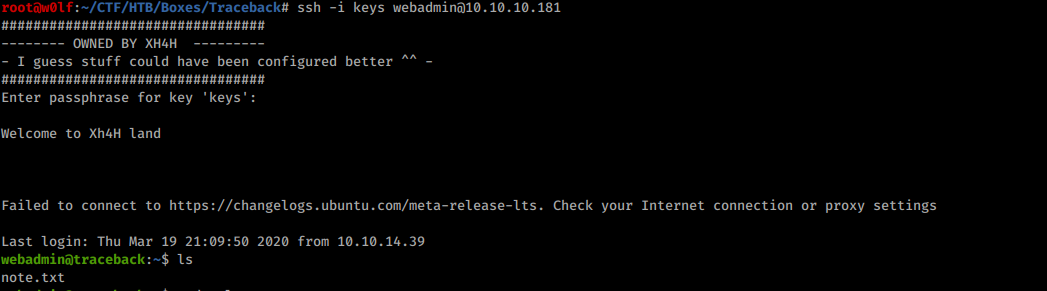 root@w0lf:~/CTF/HTB/Boxes/Traceback# ssh -i keys webadmin@10.10.10.181
#################################
-------- OWNED BY XH4H  ---------
- I guess stuff could have been configured better ^^ -
#################################
Enter passphrase for key 'keys':
Welcome to Xh4H land
Failed to connect to https://changelogs.ubuntu.com/meta-release-lts. Check your Internet connection or proxy settings
Last login: Thu Mar 19 21:09:50 2020 from 10.10.14.39
webadmin@traceback:~$ ls
note.txt